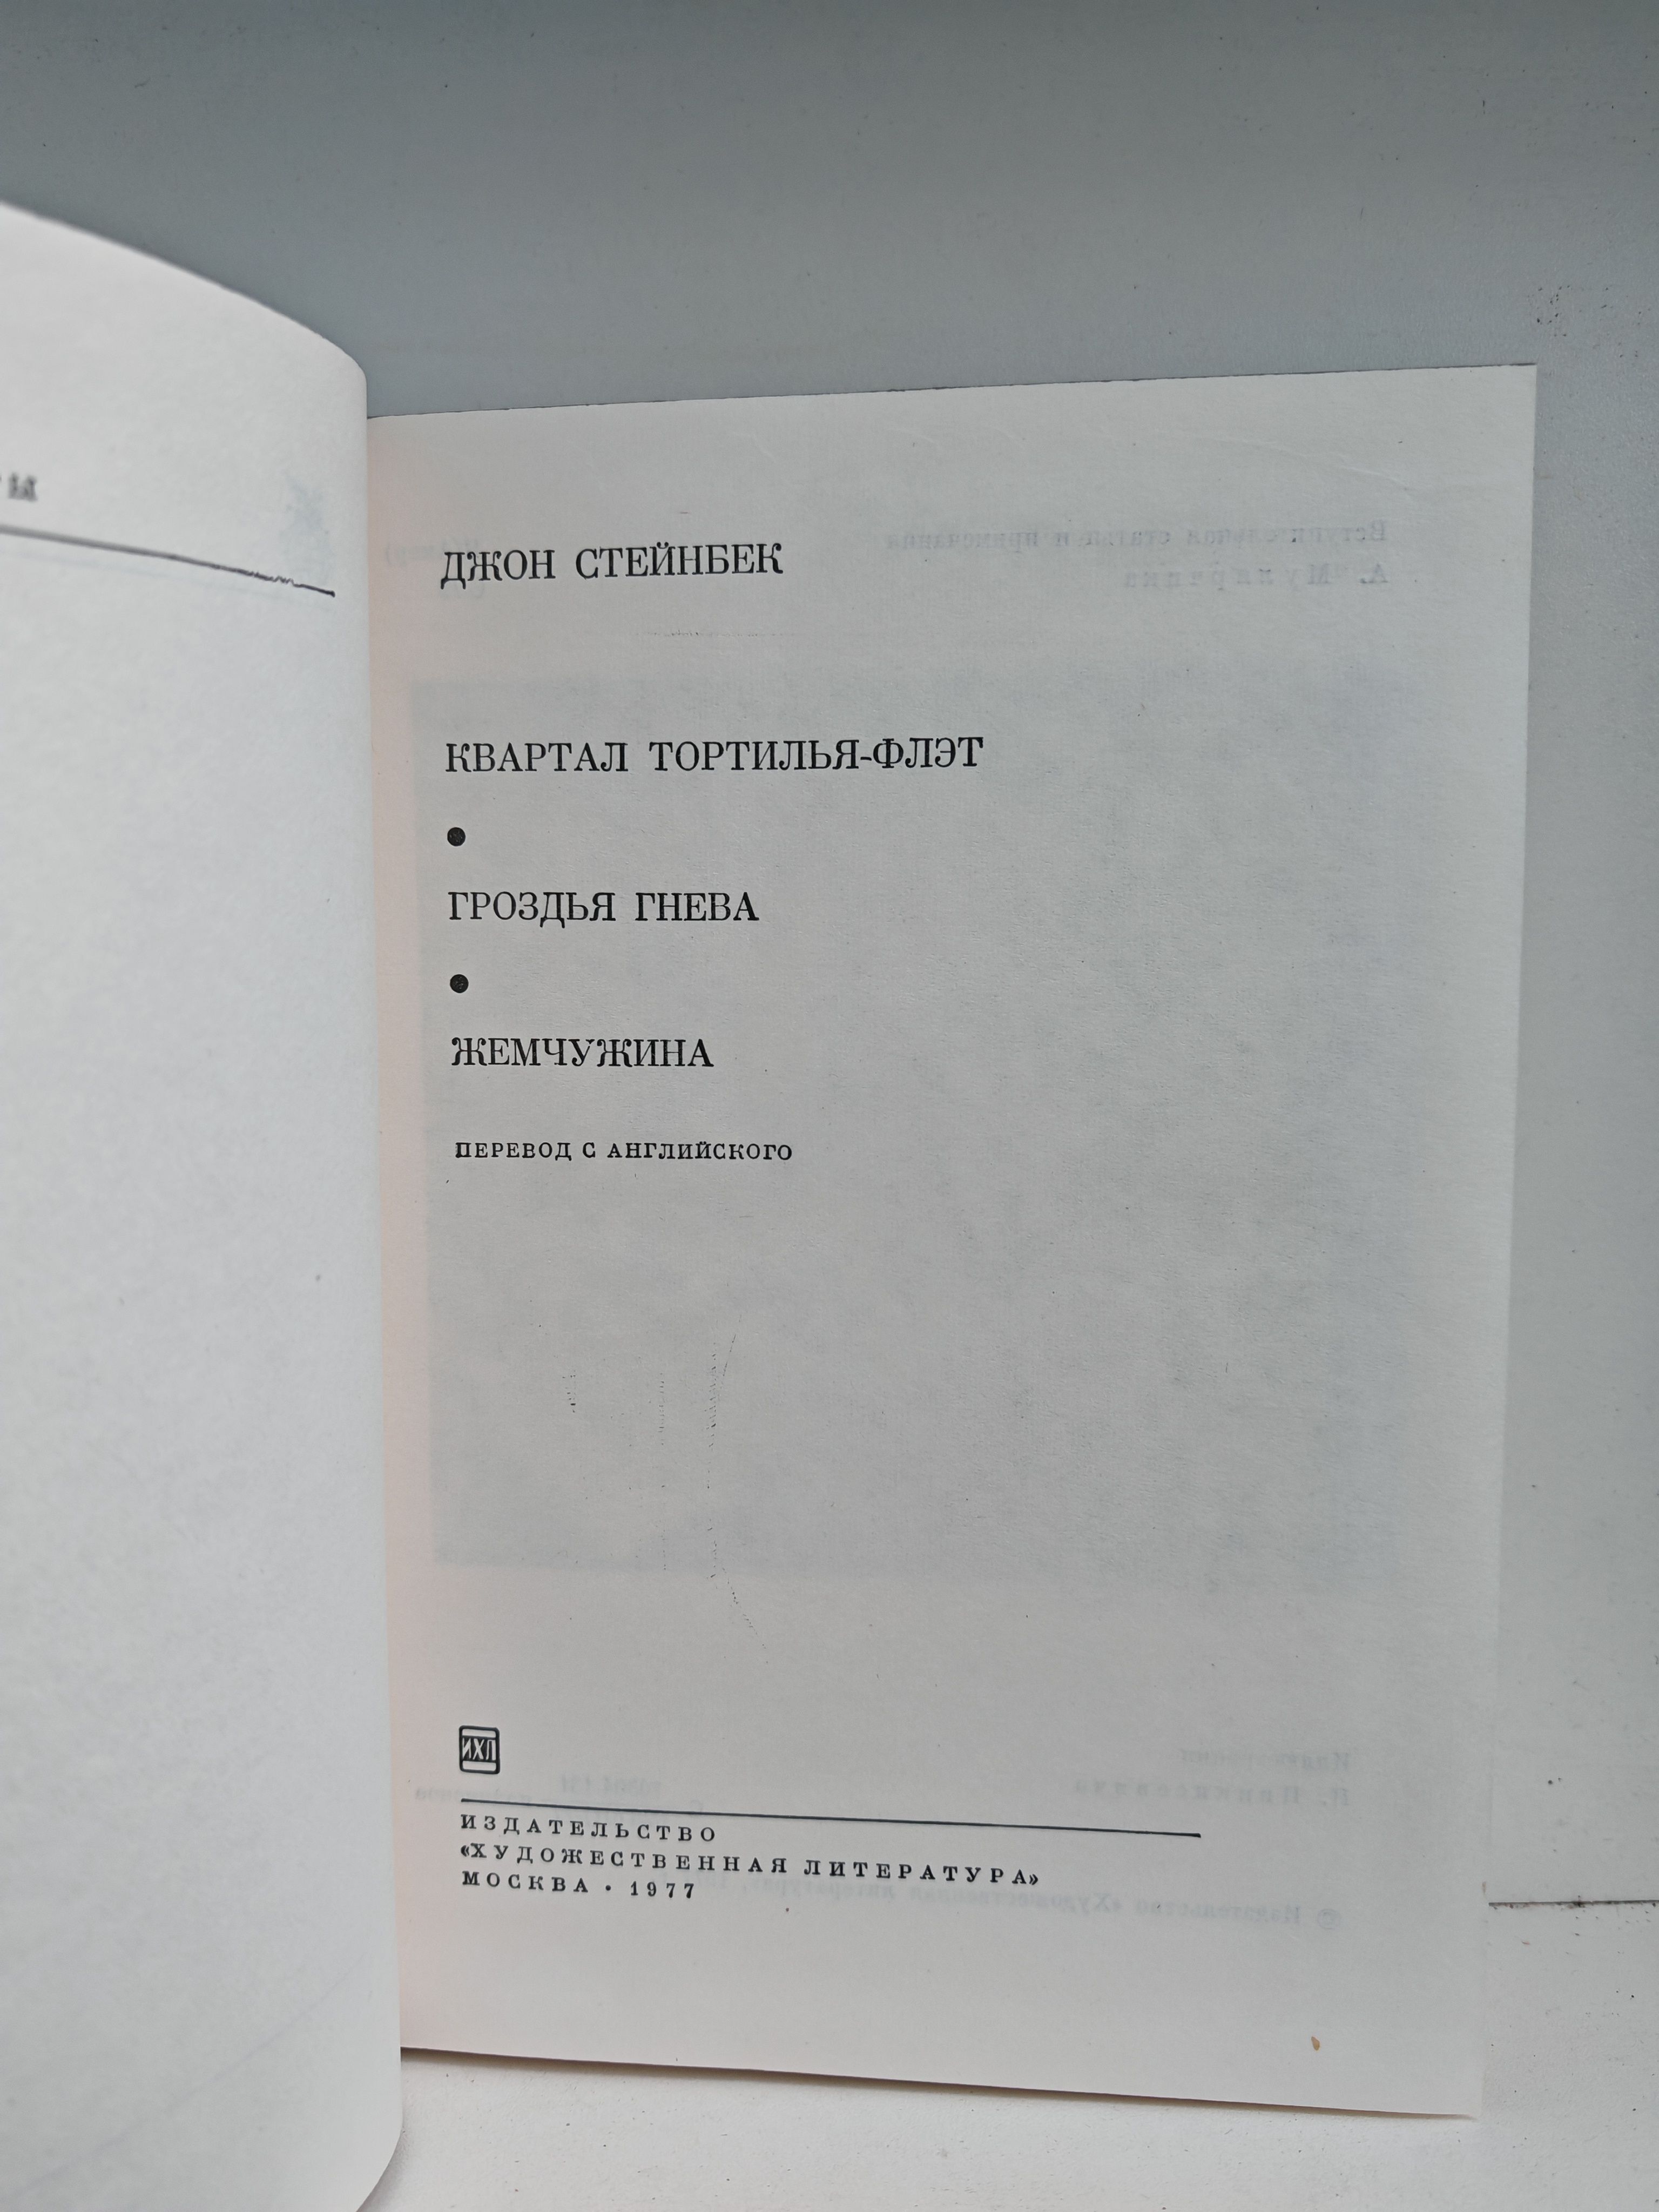 ДЖОН СТЕЙНБЕК
КВАРТАЛ ТОРТИЛЬЯ-ФЛЭТ
●
ГРОЗДЬЯ ГНЕВА
●
ЖЕМЧУЖИНА
ПЕРЕВОД С АНГЛИЙСКОГО
ИХЛ
ИЗДАТЕЛЬСТВО
«ХУДОЖЕСТВЕННАЯ ЛИТЕРАТУРА»
МОСКВА • 1977